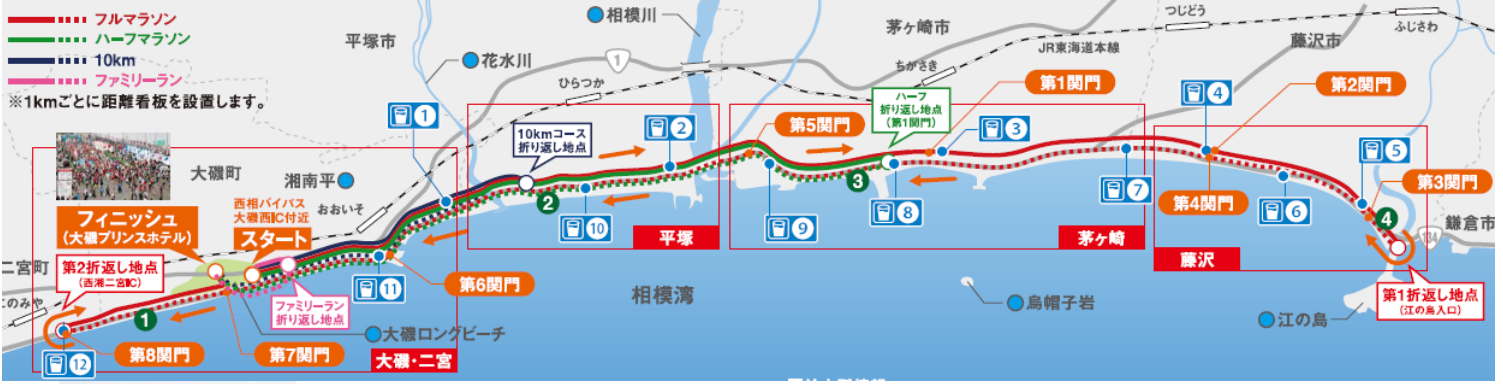 フルマラソン
ハーフマラソン
10km
ファミリーラン
※1kmごとに距離看板を設置します。
平塚市
相模川
花水川
1
ひらつか
茅ヶ崎市
ちがさき
JR東海道本線
つじどう
藤沢市
ふじさわ
第1関門
第2関門
ハーフ
折り返し地点
(第1関門)
第5関門
10kmコース
折り返し地点
1
2
3
4
5
大磯町
湘南平
おおいそ
西相バイパス
大磯西IC付近
スタート
フィニッシュ
(大磯プリンスホテル)
二宮町
このみや
第2折返し地点
(西湘二宮IC)
ファミリーラン
折り返し地点
大磯ロングビーチ
第6関門
第7関門
第8関門
大磯・二宮
平塚
茅ヶ崎
藤沢
第4関門
第3関門
鎌倉市
134
第1折返し地点
(江の島入口)
江の島
烏帽子岩
相模湾
6
7
8
9
10
11
12
1
2
3
4